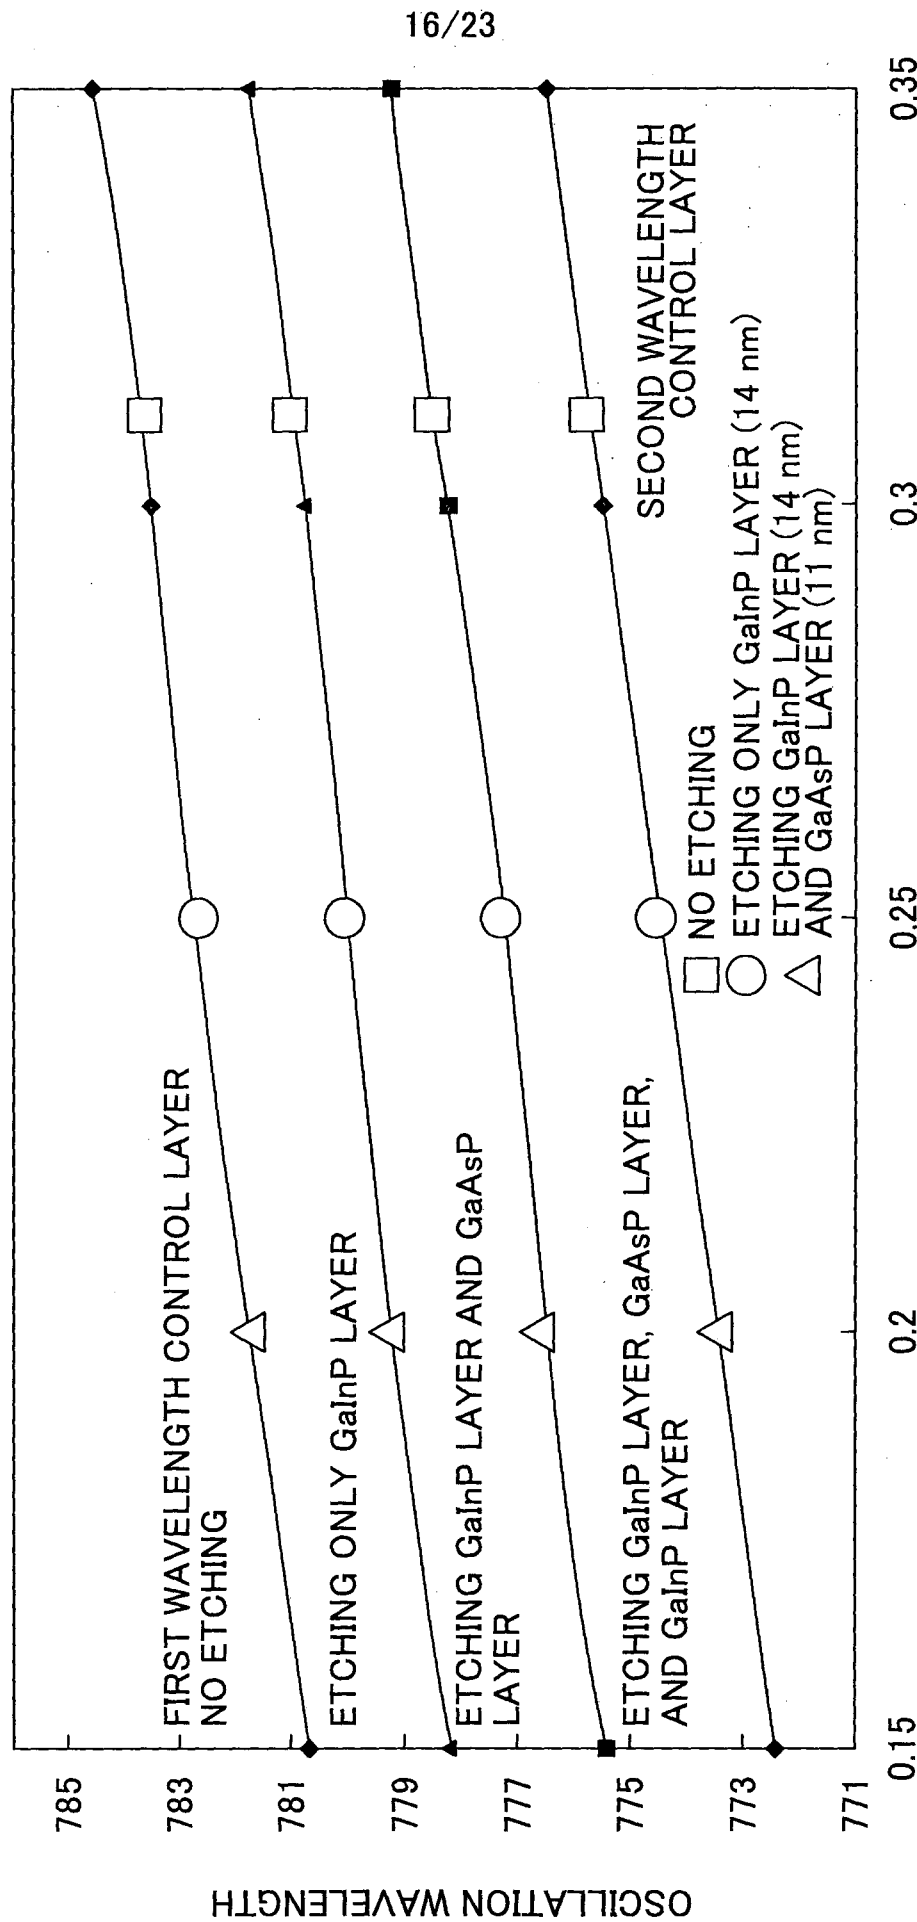 16/23
OSCILLATION WAVELENGTH
785
783
781
779
777
775
773
771
0.15
0.2
0.25
0.3
0.35
FIRST WAVELENGTH CONTROL LAYER
NO ETCHING
ETCHING ONLY GaInP LAYER
ETCHING GaInP LAYER AND GaAsP
LAYER
ETCHING GaInP LAYER, GaAsP LAYER,
AND GaInP LAYER
SECOND WAVELENGTH
CONTROL LAYER
NO ETCHING
ETCHING ONLY GaInP LAYER (14 nm)
ETCHING GaInP LAYER (14 nm)
AND GaAsP LAYER (11 nm)